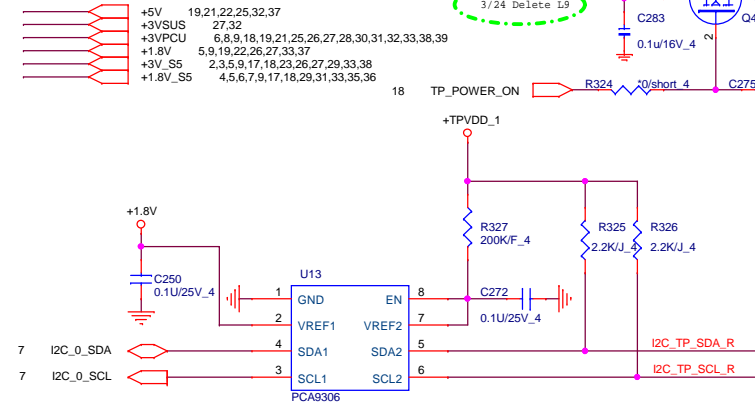 3/24 Delete L9
+5V 19,21,22,25,32,37
+3VSUS 27,32
+3VPCU 6,8,9,18,19,21,25,26,27,28,30,31,32,33,38,39
+1.8V 5,9,19,22,26,27,33,37
+3V_S5 2,3,5,9,17,18,23,26,27,29,33,38
+1.8V_S5 4,5,6,7,9,17,18,29,31,33,35,36
C283
0.1u/16V_4
Q4
2
18 TP_POWER_ON
R324 *0/short_4 C275
+TPVDD_1
R327
200K/F_4
R325 R326
2.2K/J_4 2.2K/J_4
+1.8V
C250
0.1U/25V_4
U13
1 GND EN 8
2 VREF1 VREF2 7
C272
0.1U/25V_4
7 I2C_0_SDA 4 SDA1 SDA2 5 I2C_TP_SDA_R
7 I2C_0_SCL 3 SCL1 SCL2 6 I2C_TP_SCL_R
PCA9306